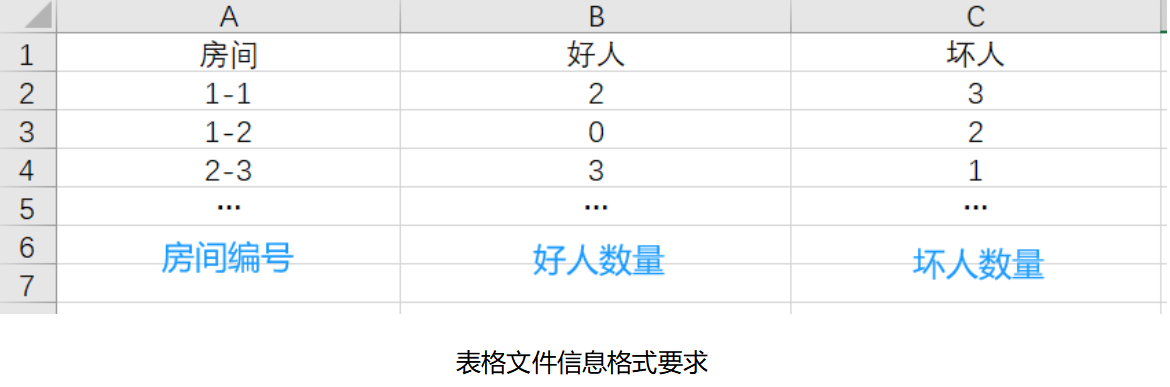 A B C
1 房间 好人 坏人
2 1-1 2 3
3 1-2 0 2
4 2-3 3 1
5 … … …
6 房间编号 好人数量 坏人数量
7
表格文件信息格式要求